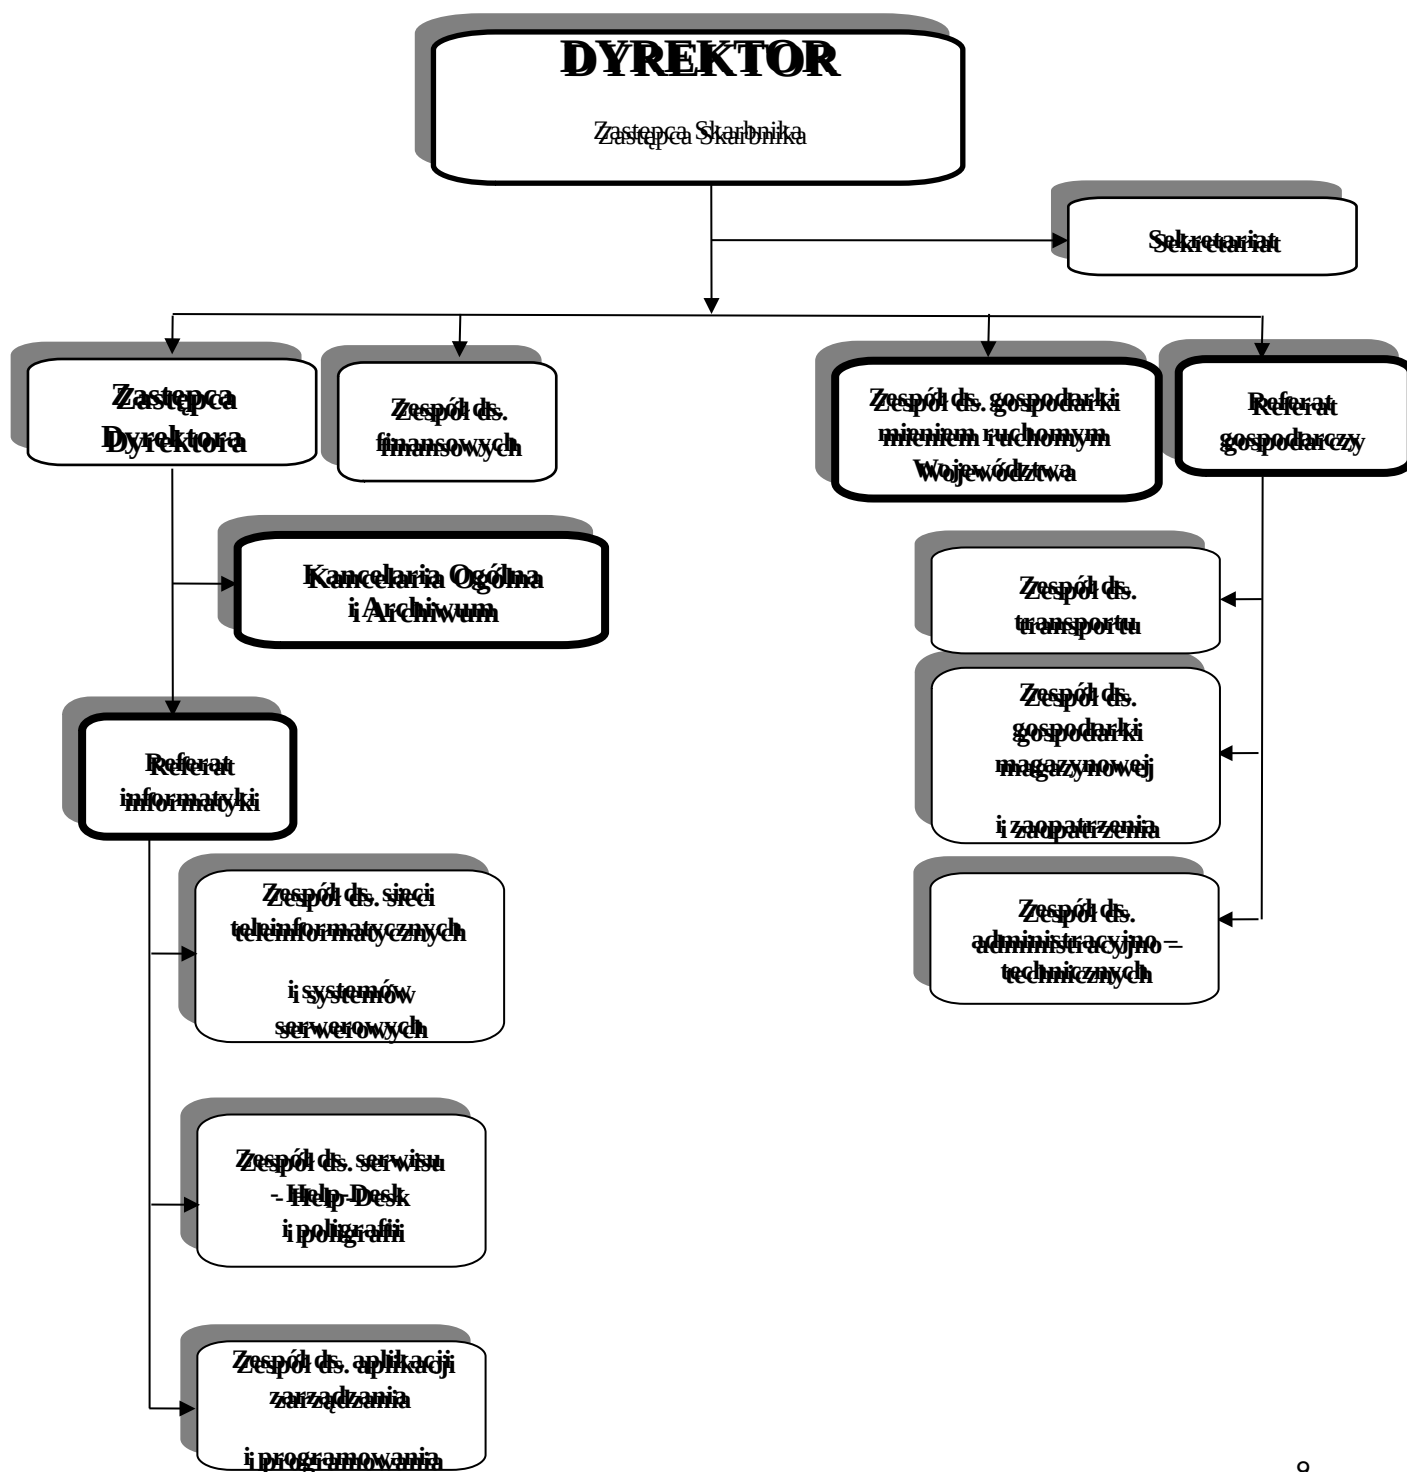 DYREKTOR
Zastępca Skarbnika
Sekretariat
Zastępca
Dyrektora
Zespół ds.
finansowych
Zespół ds. gospodarki
mieniem ruchomym
Województwa
Referat
gospodarczy
Kancelaria Ogólna
i Archiwum
Zespół ds.
transportu
Zespół ds.
gospodarki
magazynowej
i zaopatrzenia
Referat
informatyki
Zespół ds. sieci
teleinformatycznych
i systemów
serwerowych
Zespół ds.
administracyjno –
technicznych
Zespół ds. serwisu
- Help-Desk
i poligrafii
Zespół ds. aplikacji
zarządzania
i programowania